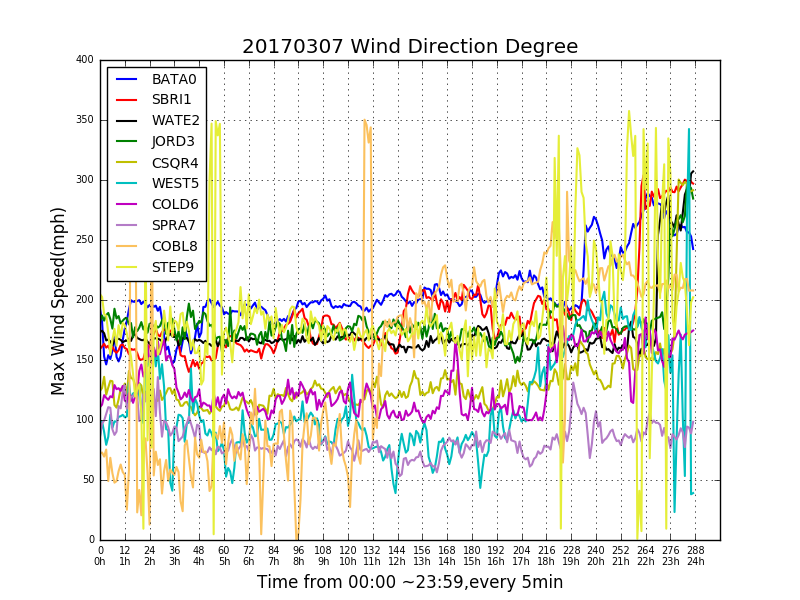 20170307 Wind Direction Degree
400
350
300
250
200
150
100
50
0
Max Wind Speed(mph)
BATA0
SBRI1
WATE2
JORD3
CSQR4
WEST5
COLD6
SPRA7
COBL8
STEP9
0 12 24 36 48 60 72 84 96 108 120 132 144 156 168 180 192 204 216 228 240 252 264 276 288
0h 1h 2h 3h 4h 5h 6h 7h 8h 9h 10h 11h 12h 13h 14h 15h 16h 17h 18h 19h 20h 21h 22h 23h 24h
Time from 00:00 ~23:59,every 5min